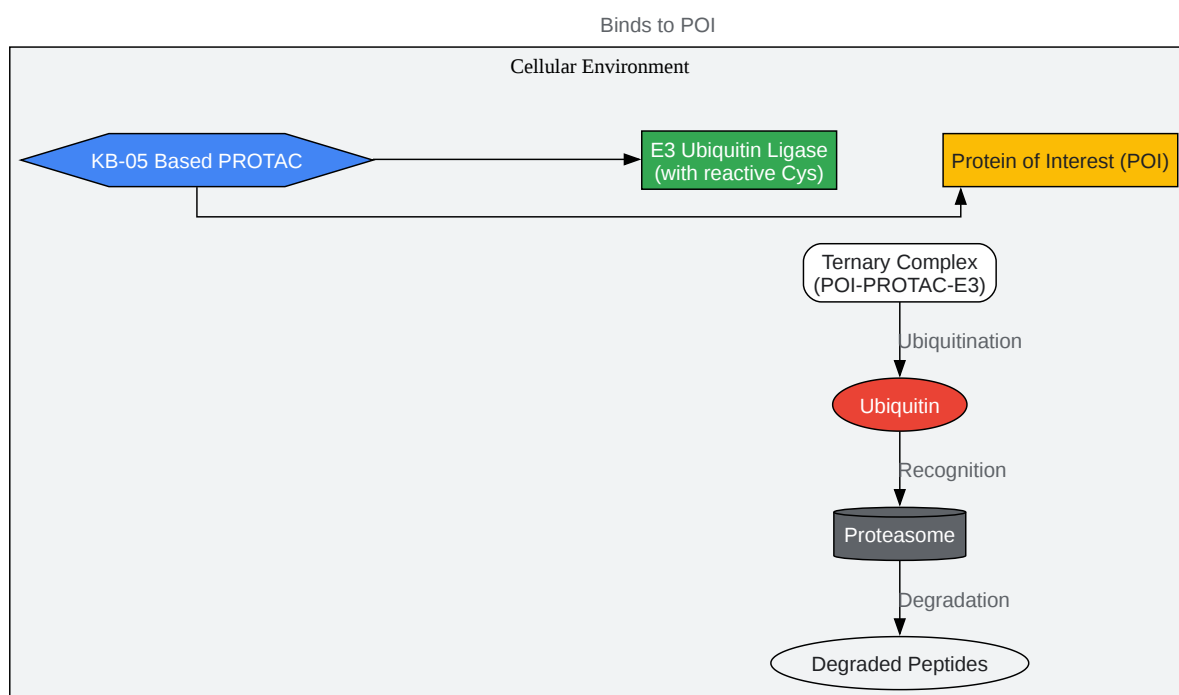 Binds to POI
Cellular Environment
KB-05 Based PROTAC
E3 Ubiquitin Ligase
(with reactive Cys)
Protein of Interest (POI)
Ternary Complex
(POI-PROTAC-E3)
Ubiquitination
Ubiquitin
Recognition
Proteasome
Degradation
Degraded Peptides